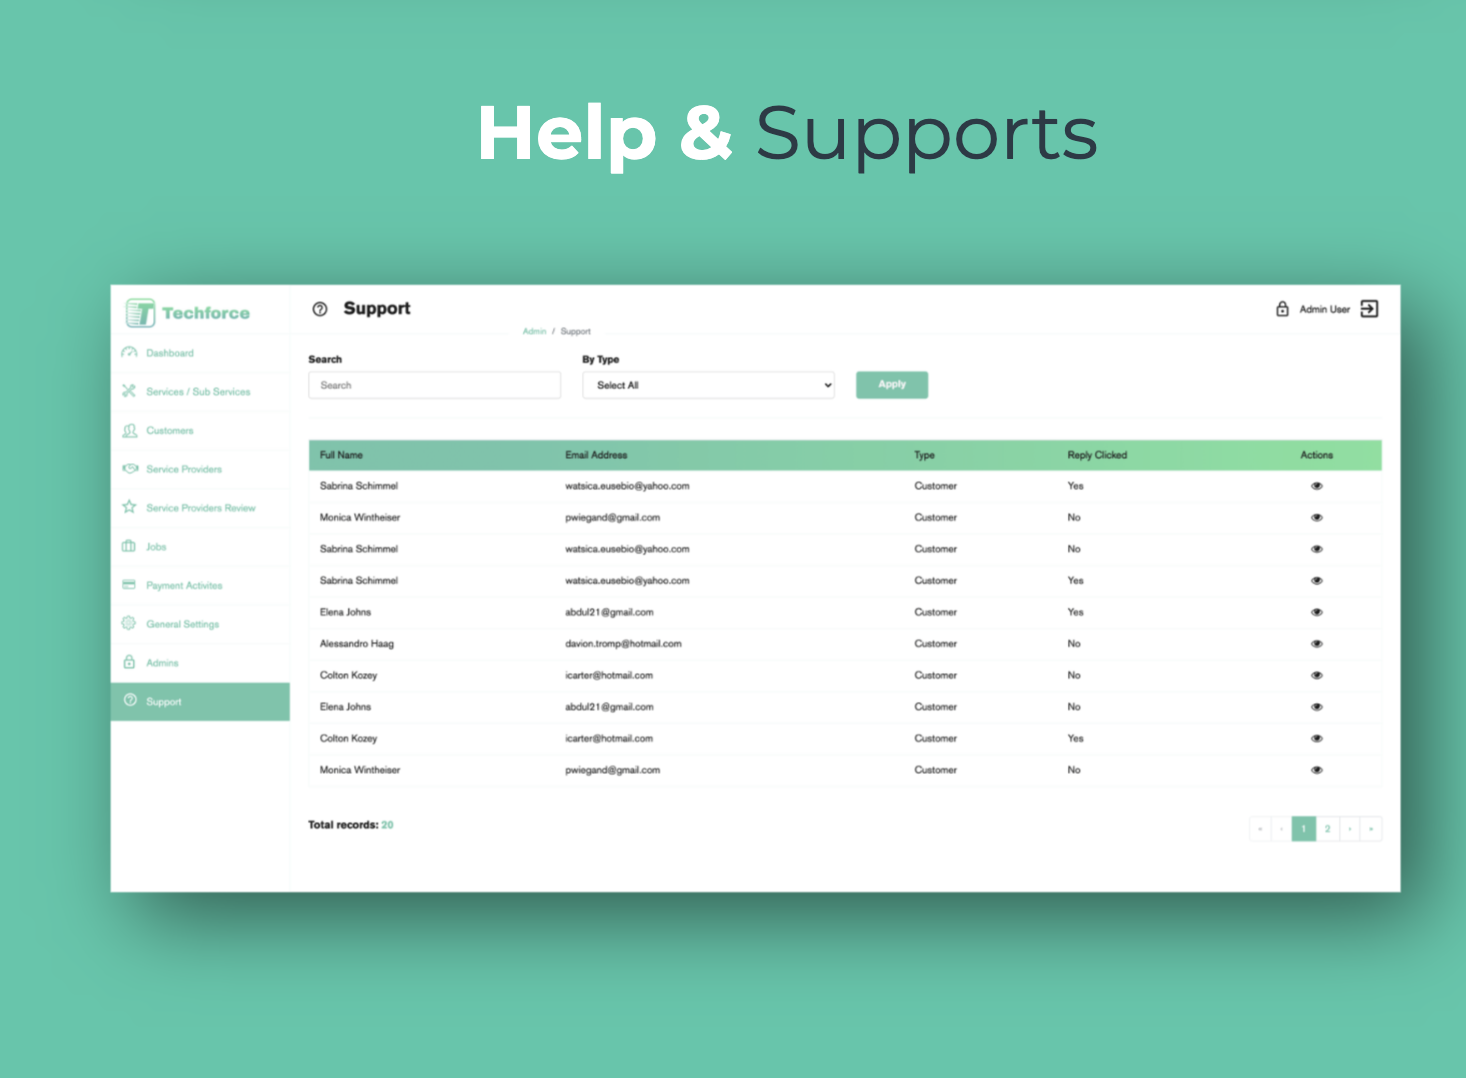 Help & Supports
Techforce
Support
Admin User
Admin / Support
Dashboard
Services / Sub Services
Customers
Service Providers
Service Providers Review
Jobs
Payment Activites
General Settings
Admins
Support
Search
By Type
Search
Select All
Apply
Full Name Email Address Type Reply Clicked Actions
Sabrina Schimmel watsica.eusebio@yahoo.com Customer Yes
Monica Wintheiser pwiegand@gmail.com Customer No
Sabrina Schimmel watsica.eusebio@yahoo.com Customer No
Sabrina Schimmel watsica.eusebio@yahoo.com Customer Yes
Elena Johns abdul21@gmail.com Customer Yes
Alessandro Haag davion.tromp@hotmail.com Customer No
Colton Kozey icarter@hotmail.com Customer No
Elena Johns abdul21@gmail.com Customer No
Colton Kozey icarter@hotmail.com Customer Yes
Monica Wintheiser pwiegand@gmail.com Customer No
Total records: 20
« ‹ 1 2 › »